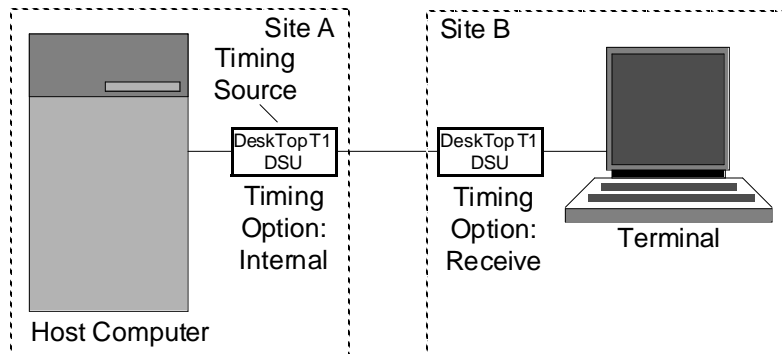 Site A
Timing
Source
DeskTop T1
DSU
Timing
Option:
Internal
Host Computer
Site B
DeskTop T1
DSU
Timing
Option:
Receive
Terminal